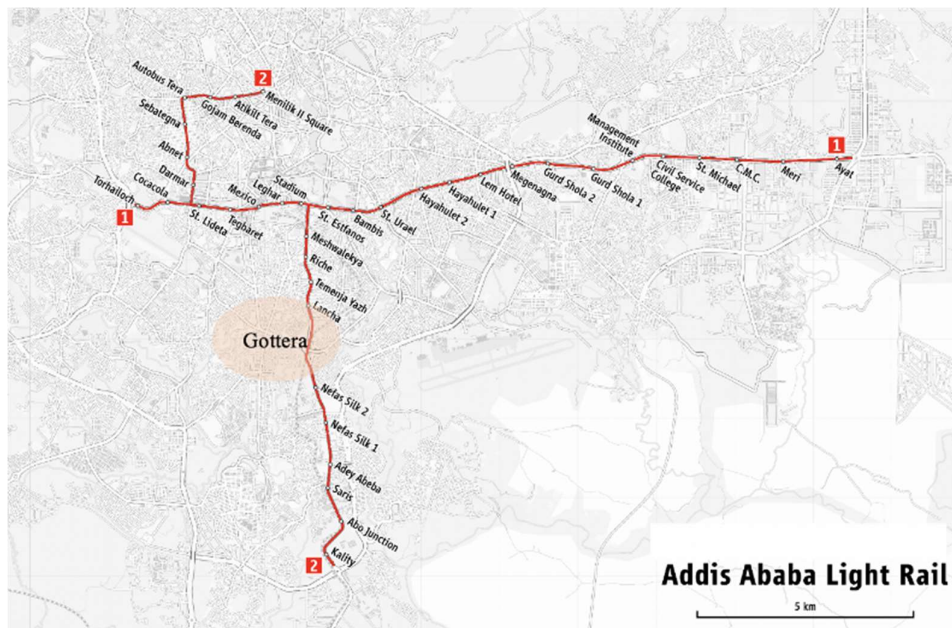 2
Autobus Tera
Menilik II Square
Gojam Berenda
Atikilt Tera
Sebategna
Abnet
Darmar
Cocacola
Torhailoch
1
St. Lideta
Tegbaret
Mexico
Leghar
Stadium
St. Estfanos
Bambis
St. Urael
Hayahulet 2
Hayahulet 1
Lem Hotel
Megenagna
Gurd Shola 2
Gurd Shola 1
Management
Institute
Civil Service
College
St. Michael
C.M.C.
Meri
1
Ayat
Meshwalekya
Riche
Temenja Yazh
Lancha
Gottera
Nefas Silk 2
Nefas Silk 1
Adey Abeba
Saris
Abo Junction
2
Kality
Addis Ababa Light Rail
5 km